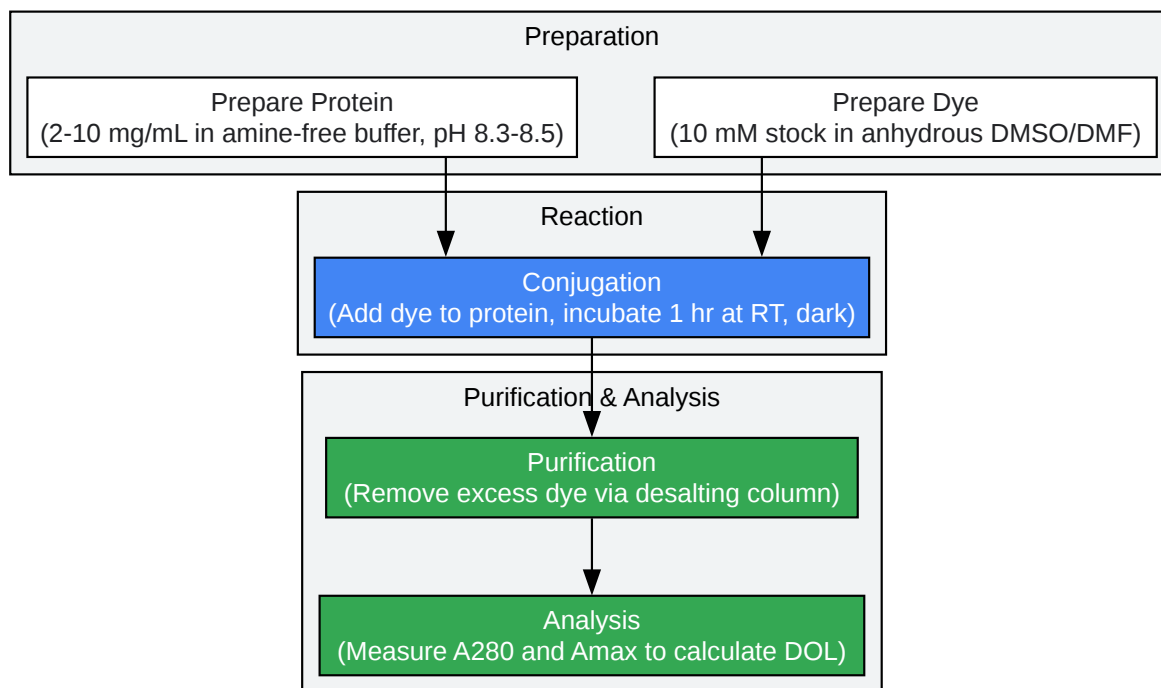 Preparation
Prepare Protein
(2-10 mg/mL in amine-free buffer, pH 8.3-8.5)
Prepare Dye
(10 mM stock in anhydrous DMSO/DMF)
Reaction
Conjugation
(Add dye to protein, incubate 1 hr at RT, dark)
Purification & Analysis
Purification
(Remove excess dye via desalting column)
Analysis
(Measure A280 and Amax to calculate DOL)